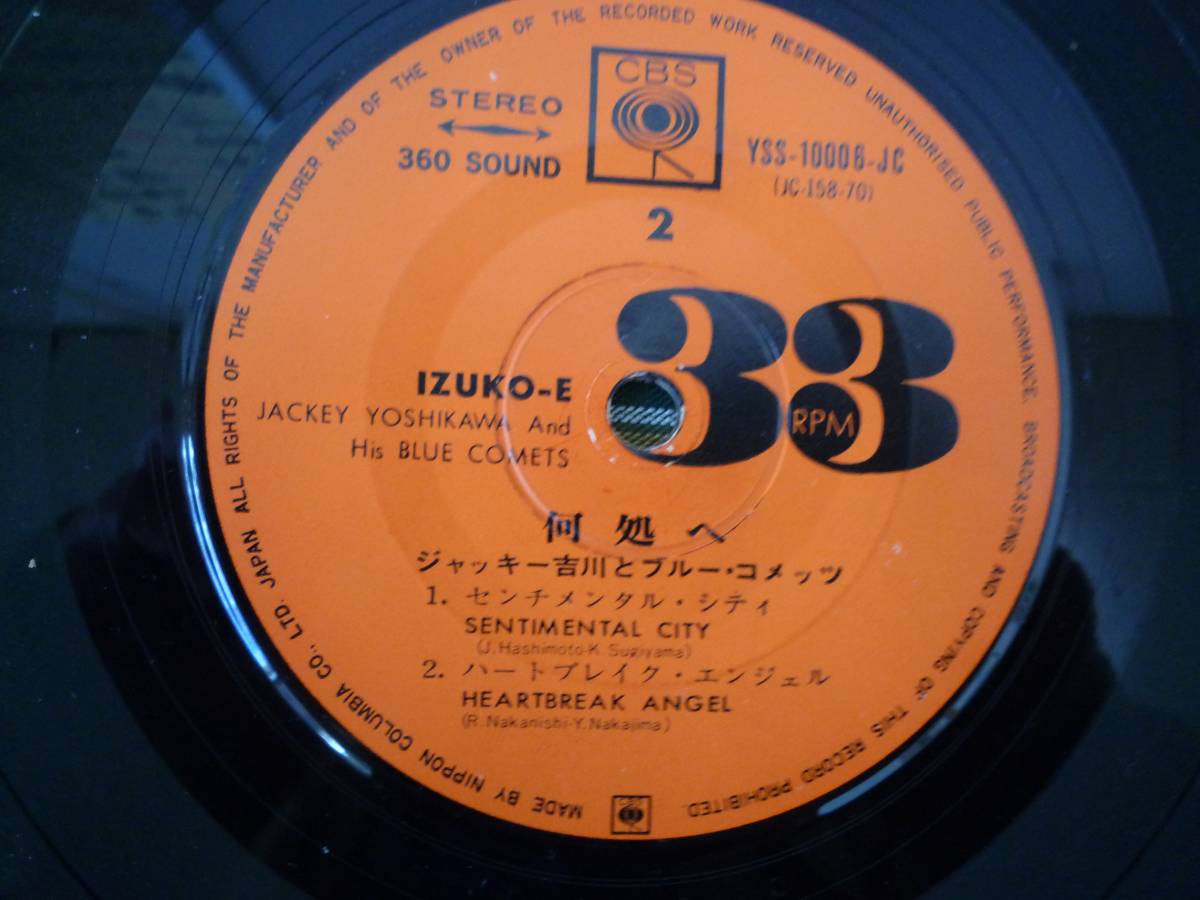 MADE BY NIPPON COLUMBIA CO., LTD. JAPAN ALL RIGHTS OF THE MANUFACTURER AND OF THE OWNER OF THE RECORDED WORK RESERVED UNAUTHORISED PUBLIC PERFORMANCE, BROADCASTING AND COPYING OF THIS RECORD PROHIBITED.
CBS
STEREO
360 SOUND
YSS-10006-JC
(JC-158-70)
2
33
RPM
IZUKO-E
JACKEY YOSHIKAWA And
His BLUE COMETS
何処へ
ジャッキー吉川とブルー・コメッツ
1. センチメンタル・シティ
SENTIMENTAL CITY
(J. Hashimoto-K. Sugiyama)
2. ハートブレイク・エンジェル
HEARTBREAK ANGEL
(R. Nakanishi-Y. Nakajima)
CBS